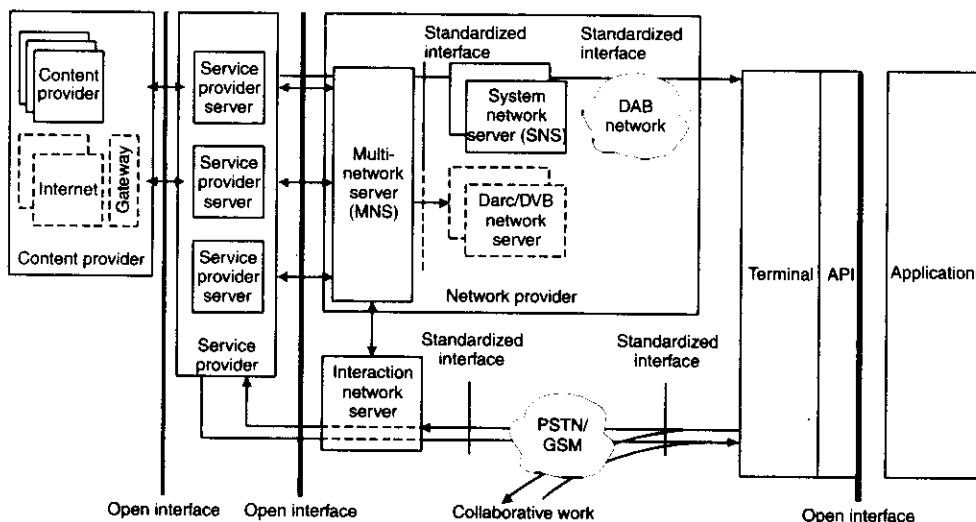 Content
provider
Internet
Gateway
Content provider
Service
provider
server
Service
provider
server
Service
provider
server
Service
provider
Standardized
interface
Standardized
interface
Multi-
network
server
(MNS)
System
network
server (SNS)
DAB
network
Darc/DVB
network
server
Network provider
Terminal
API
Application
Interaction
network
server
Standardized
interface
Standardized
interface
PSTN/
GSM
Open interface
Open interface
Collaborative work
Open interface